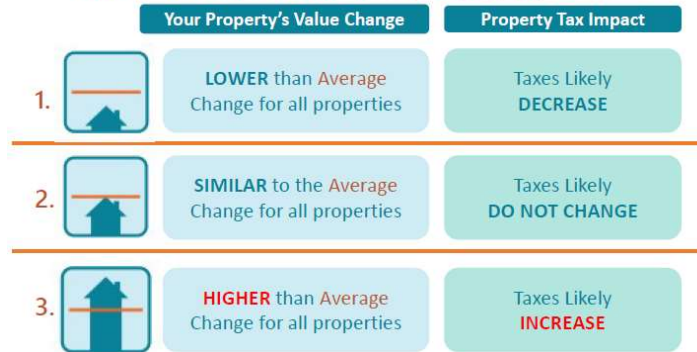 Your Property's Value Change
Property Tax Impact
1.
LOWER than Average
Change for all properties
Taxes Likely
DECREASE
2.
SIMILAR to the Average
Change for all properties
Taxes Likely
DO NOT CHANGE
3.
HIGHER than Average
Change for all properties
Taxes Likely
INCREASE